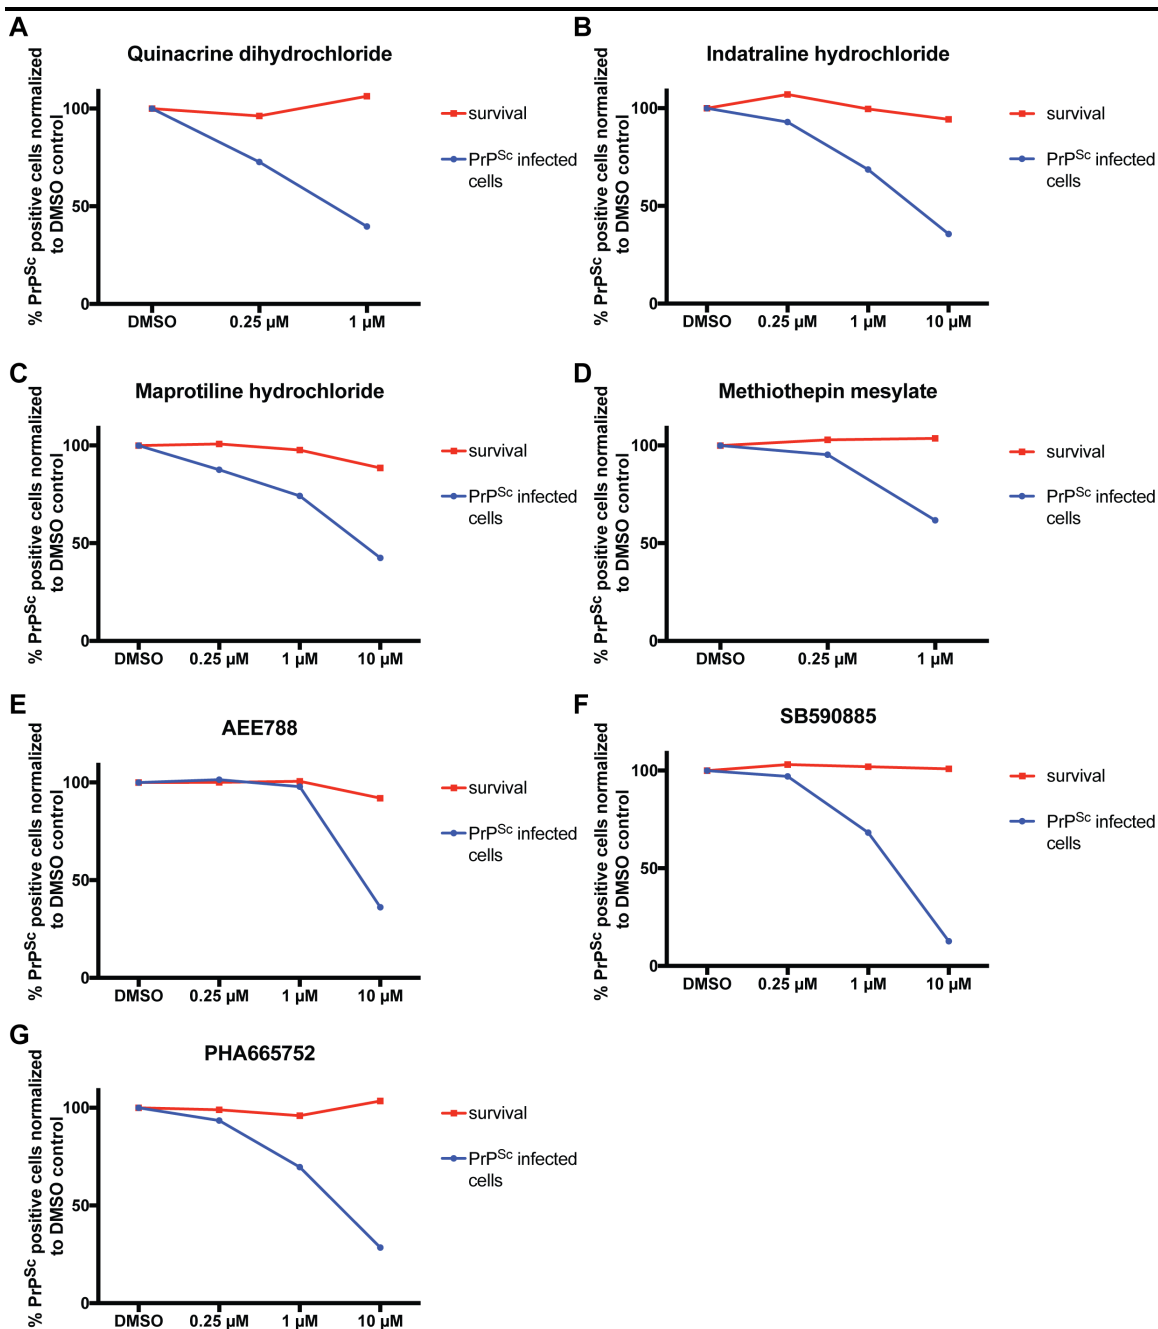 A
Quinacrine dihydrochloride
% PrPSc positive cells normalized
to DMSO control
100
50
0
DMSO 0.25 µM 1 µM
survival
PrPSc infected
cells
B
Indatraline hydrochloride
% PrPSc positive cells normalized
to DMSO control
100
50
0
DMSO 0.25 µM 1 µM 10 µM
survival
PrPSc infected
cells
C
Maprotiline hydrochloride
% PrPSc positive cells normalized
to DMSO control
100
50
0
DMSO 0.25 µM 1 µM 10 µM
survival
PrPSc infected
cells
D
Methiothepin mesylate
% PrPSc positive cells normalized
to DMSO control
100
50
0
DMSO 0.25 µM 1 µM
survival
PrPSc infected
cells
E
AEE788
% PrPSc positive cells normalized
to DMSO control
100
50
0
DMSO 0.25 µM 1 µM 10 µM
survival
PrPSc infected
cells
F
SB590885
% PrPSc positive cells normalized
to DMSO control
100
50
0
DMSO 0.25 µM 1 µM 10 µM
survival
PrPSc infected
cells
G
PHA665752
% PrPSc positive cells normalized
to DMSO control
100
50
0
DMSO 0.25 µM 1 µM 10 µM
survival
PrPSc infected
cells